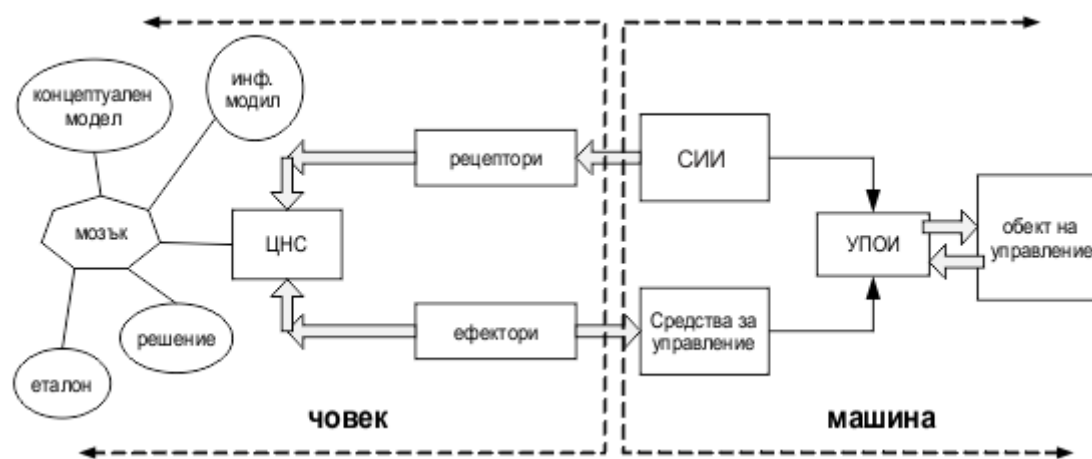 концептуален
модел
инф.
модил
рецептори
СИИ
мозък
ЦНС
УПОИ
обект на
управление
решение
ефектори
Средства за
управление
еталон
човек
машина